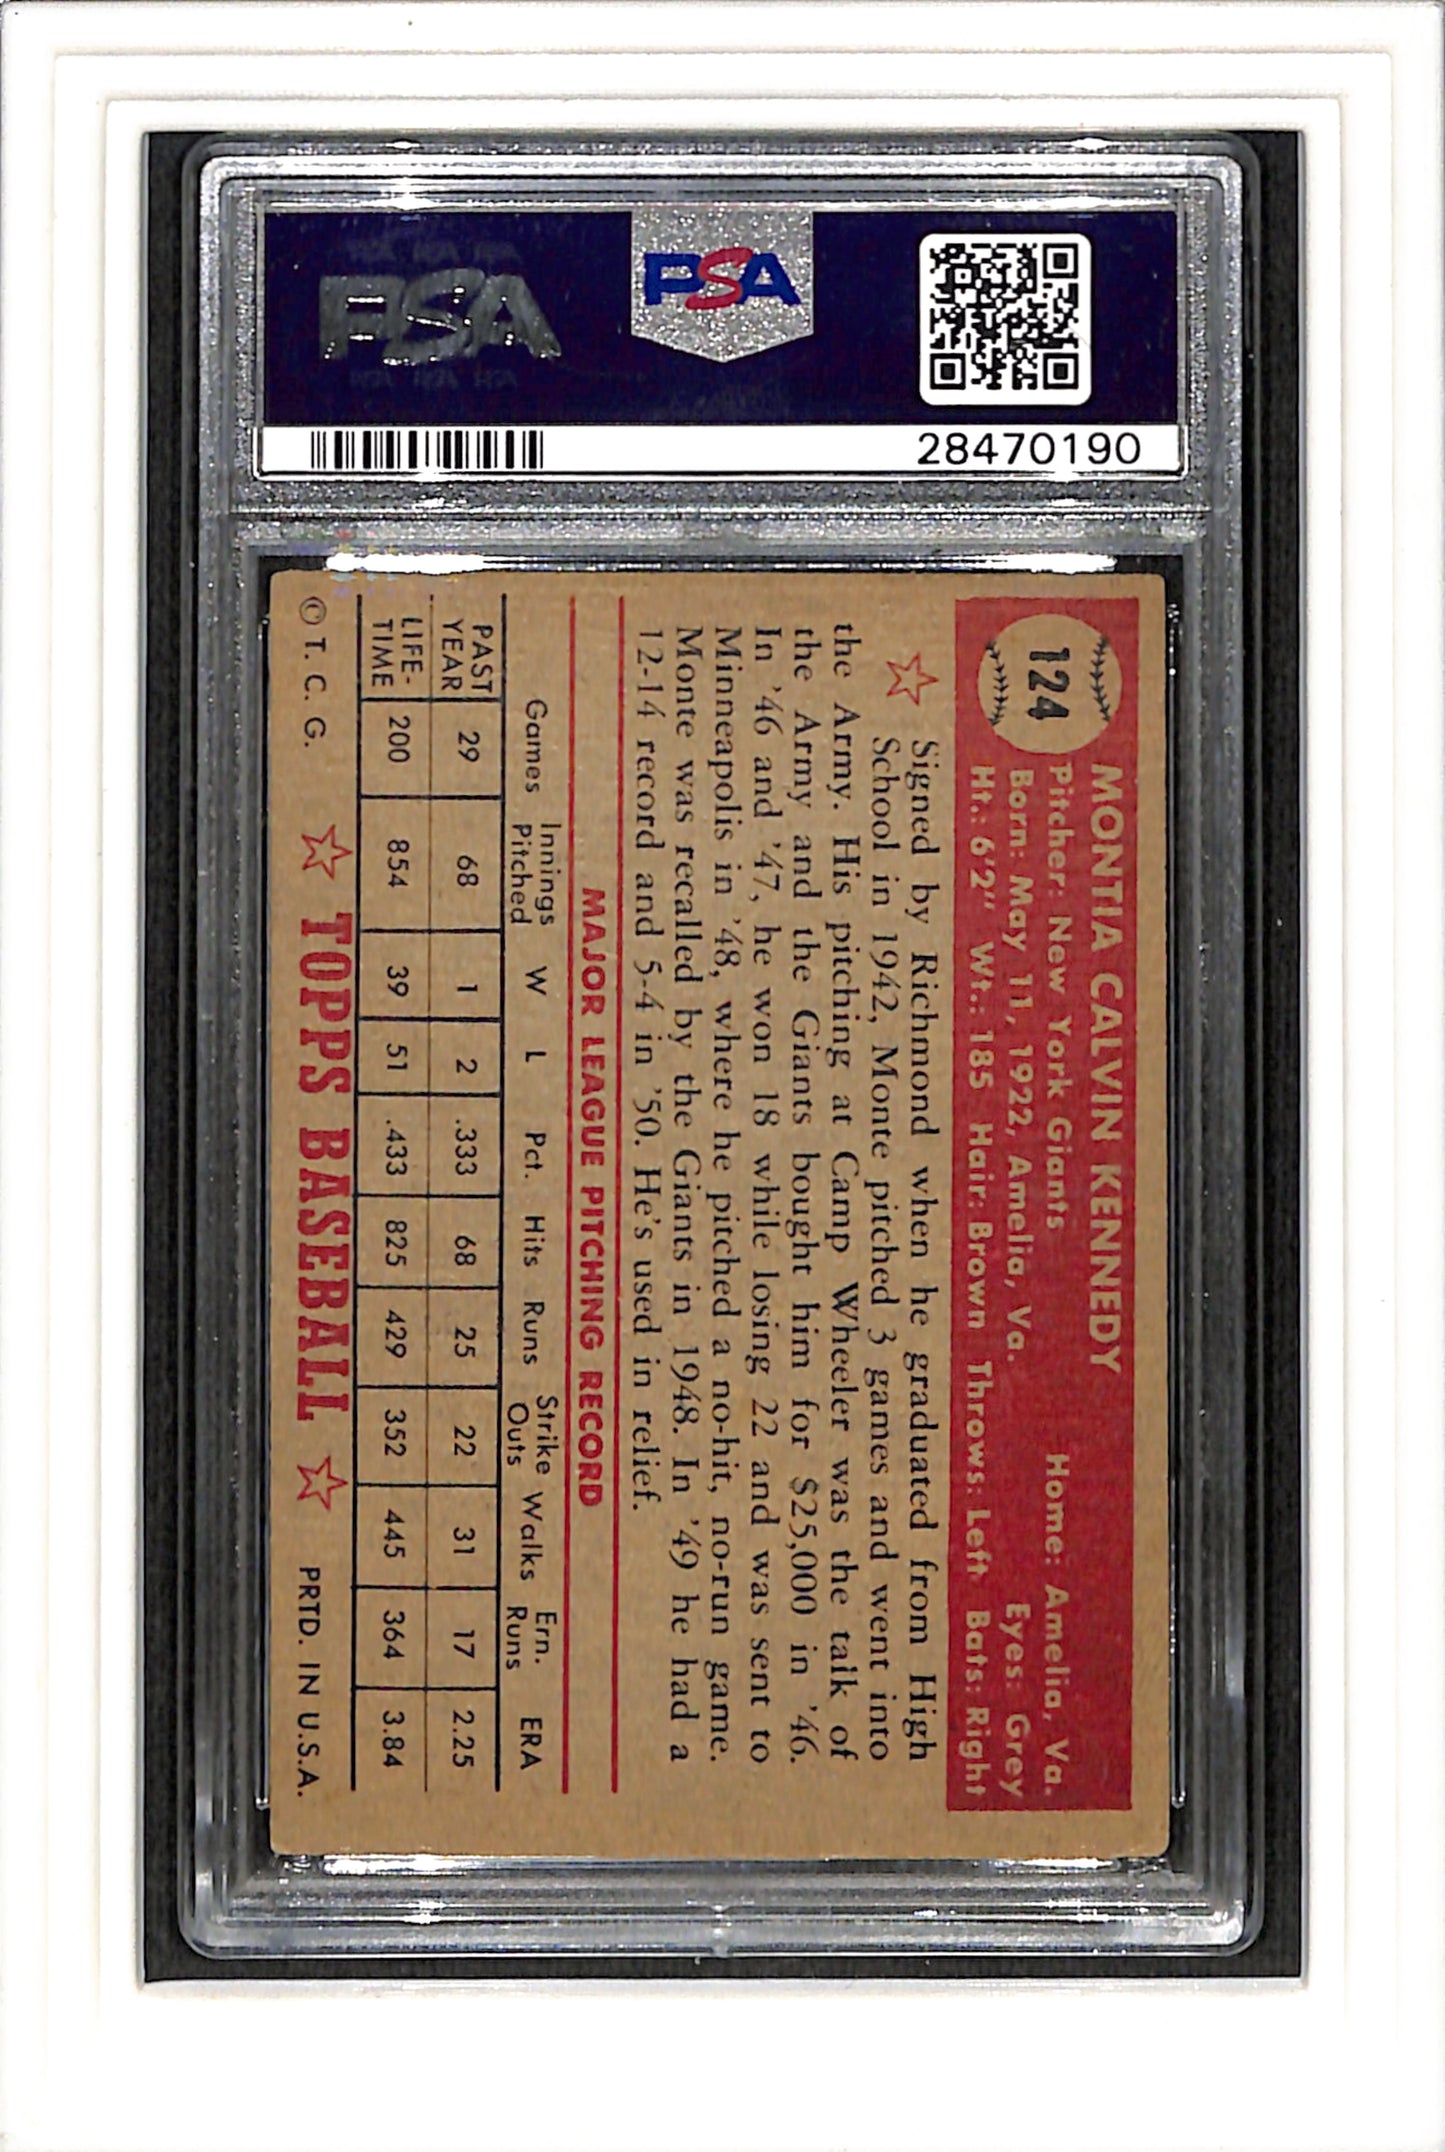 PSA
PSA
28470190
124
MONTIA CALVIN KENNEDY
Pitcher: New York Giants Home: Amelia, Va.
Born: May 11, 1922, Amelia, Va. Eyes: Grey
Ht.: 6'2" Wt.: 185 Hair: Brown Throws: Left Bats: Right
Signed by Richmond when he graduated from High
School in 1942, Monte pitched 3 games and went into
the Army. His pitching at Camp Wheeler was the talk of
the Army and the Giants bought him for $25,000 in '46.
In '46 and '47, he won 18 while losing 22 and was sent to
Minneapolis in '48, where he pitched a no-hit, no-run game.
Monte was recalled by the Giants in 1948. In '49 he had a
12-14 record and 5-4 in '50. He's used in relief.
MAJOR LEAGUE PITCHING RECORD
Games Innings Pitched W L Pct. Hits Runs Strike Outs Walks Ern. Runs ERA
PAST YEAR 29 68 1 2 .333 68 25 22 31 17 2.25
LIFE-TIME 200 854 39 51 .433 825 429 352 445 364 3.84
© T. C. G. TOPPS BASEBALL PRTD. IN U.S.A.